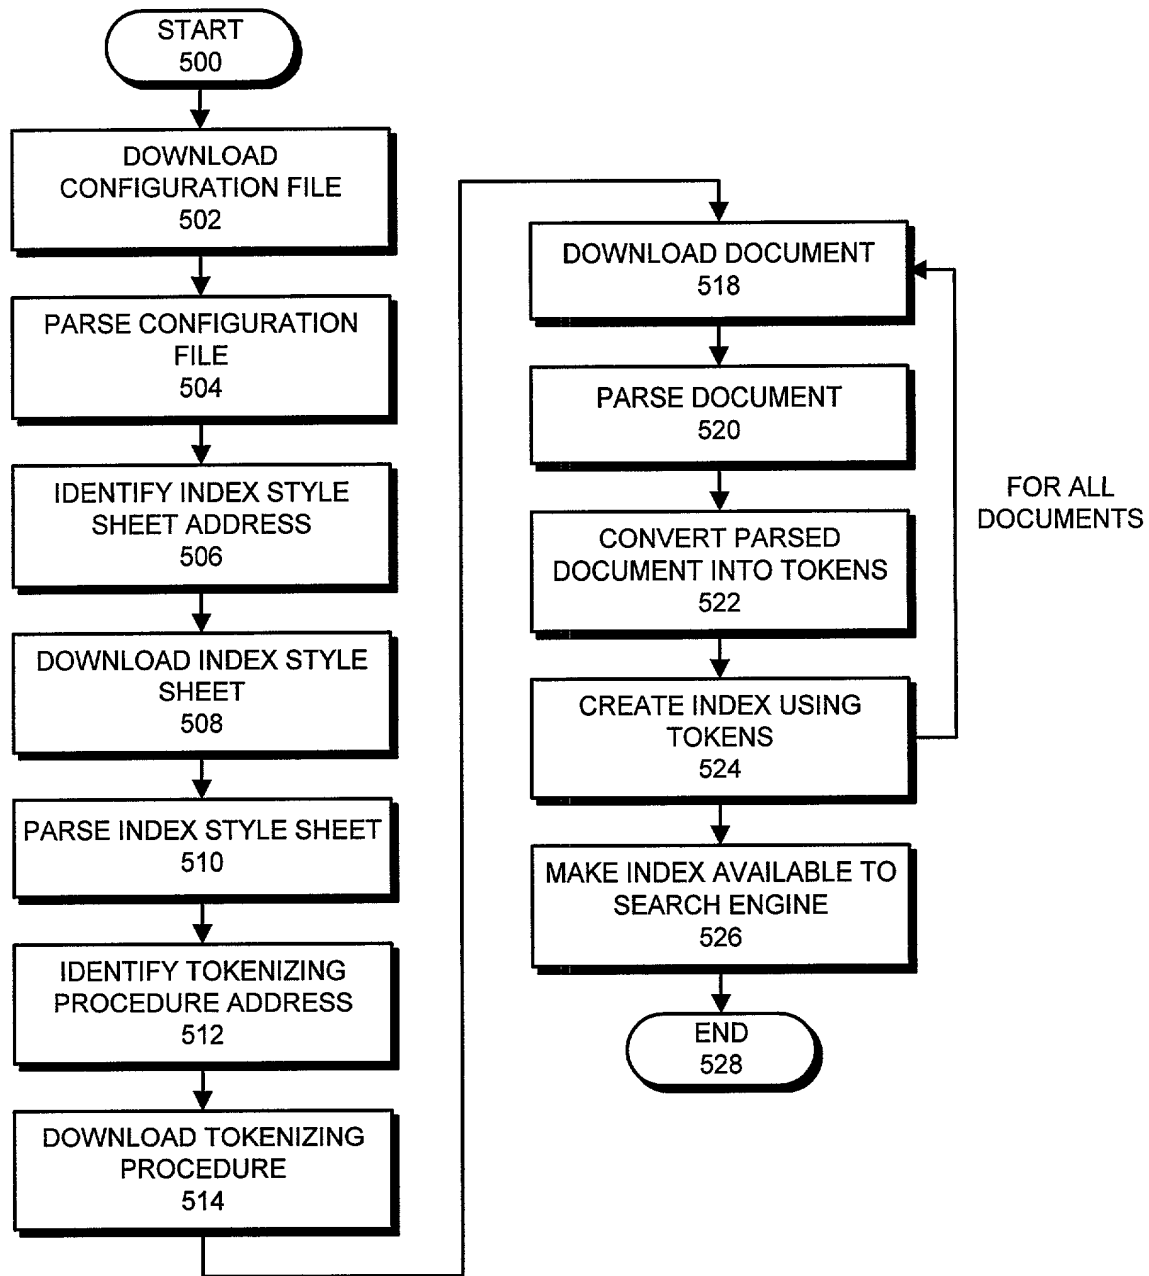 START
500
DOWNLOAD
CONFIGURATION FILE
502
PARSE CONFIGURATION
FILE
504
IDENTIFY INDEX STYLE
SHEET ADDRESS
506
DOWNLOAD INDEX STYLE
SHEET
508
PARSE INDEX STYLE SHEET
510
IDENTIFY TOKENIZING
PROCEDURE ADDRESS
512
DOWNLOAD TOKENIZING
PROCEDURE
514
DOWNLOAD DOCUMENT
518
PARSE DOCUMENT
520
CONVERT PARSED
DOCUMENT INTO TOKENS
522
CREATE INDEX USING
TOKENS
524
FOR ALL
DOCUMENTS
MAKE INDEX AVAILABLE TO
SEARCH ENGINE
526
END
528